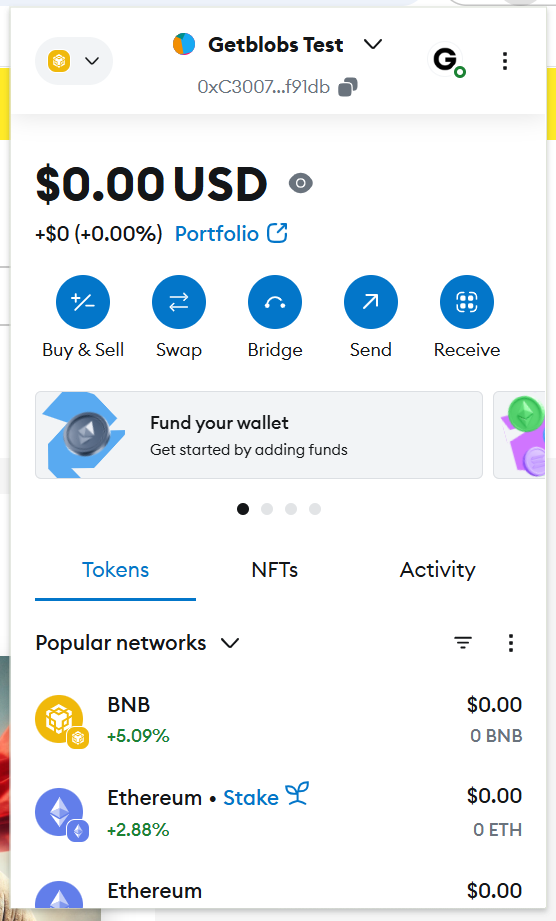 Getblobs Test
0xC3007...f91db
G
$0.00 USD
+$0 (+0.00%) Portfolio
Buy & Sell Swap Bridge Send Receive
Fund your wallet
Get started by adding funds
Tokens NFTs Activity
Popular networks
BNB $0.00
+5.09% 0 BNB
Ethereum • Stake $0.00
+2.88% 0 ETH
Ethereum $0.00